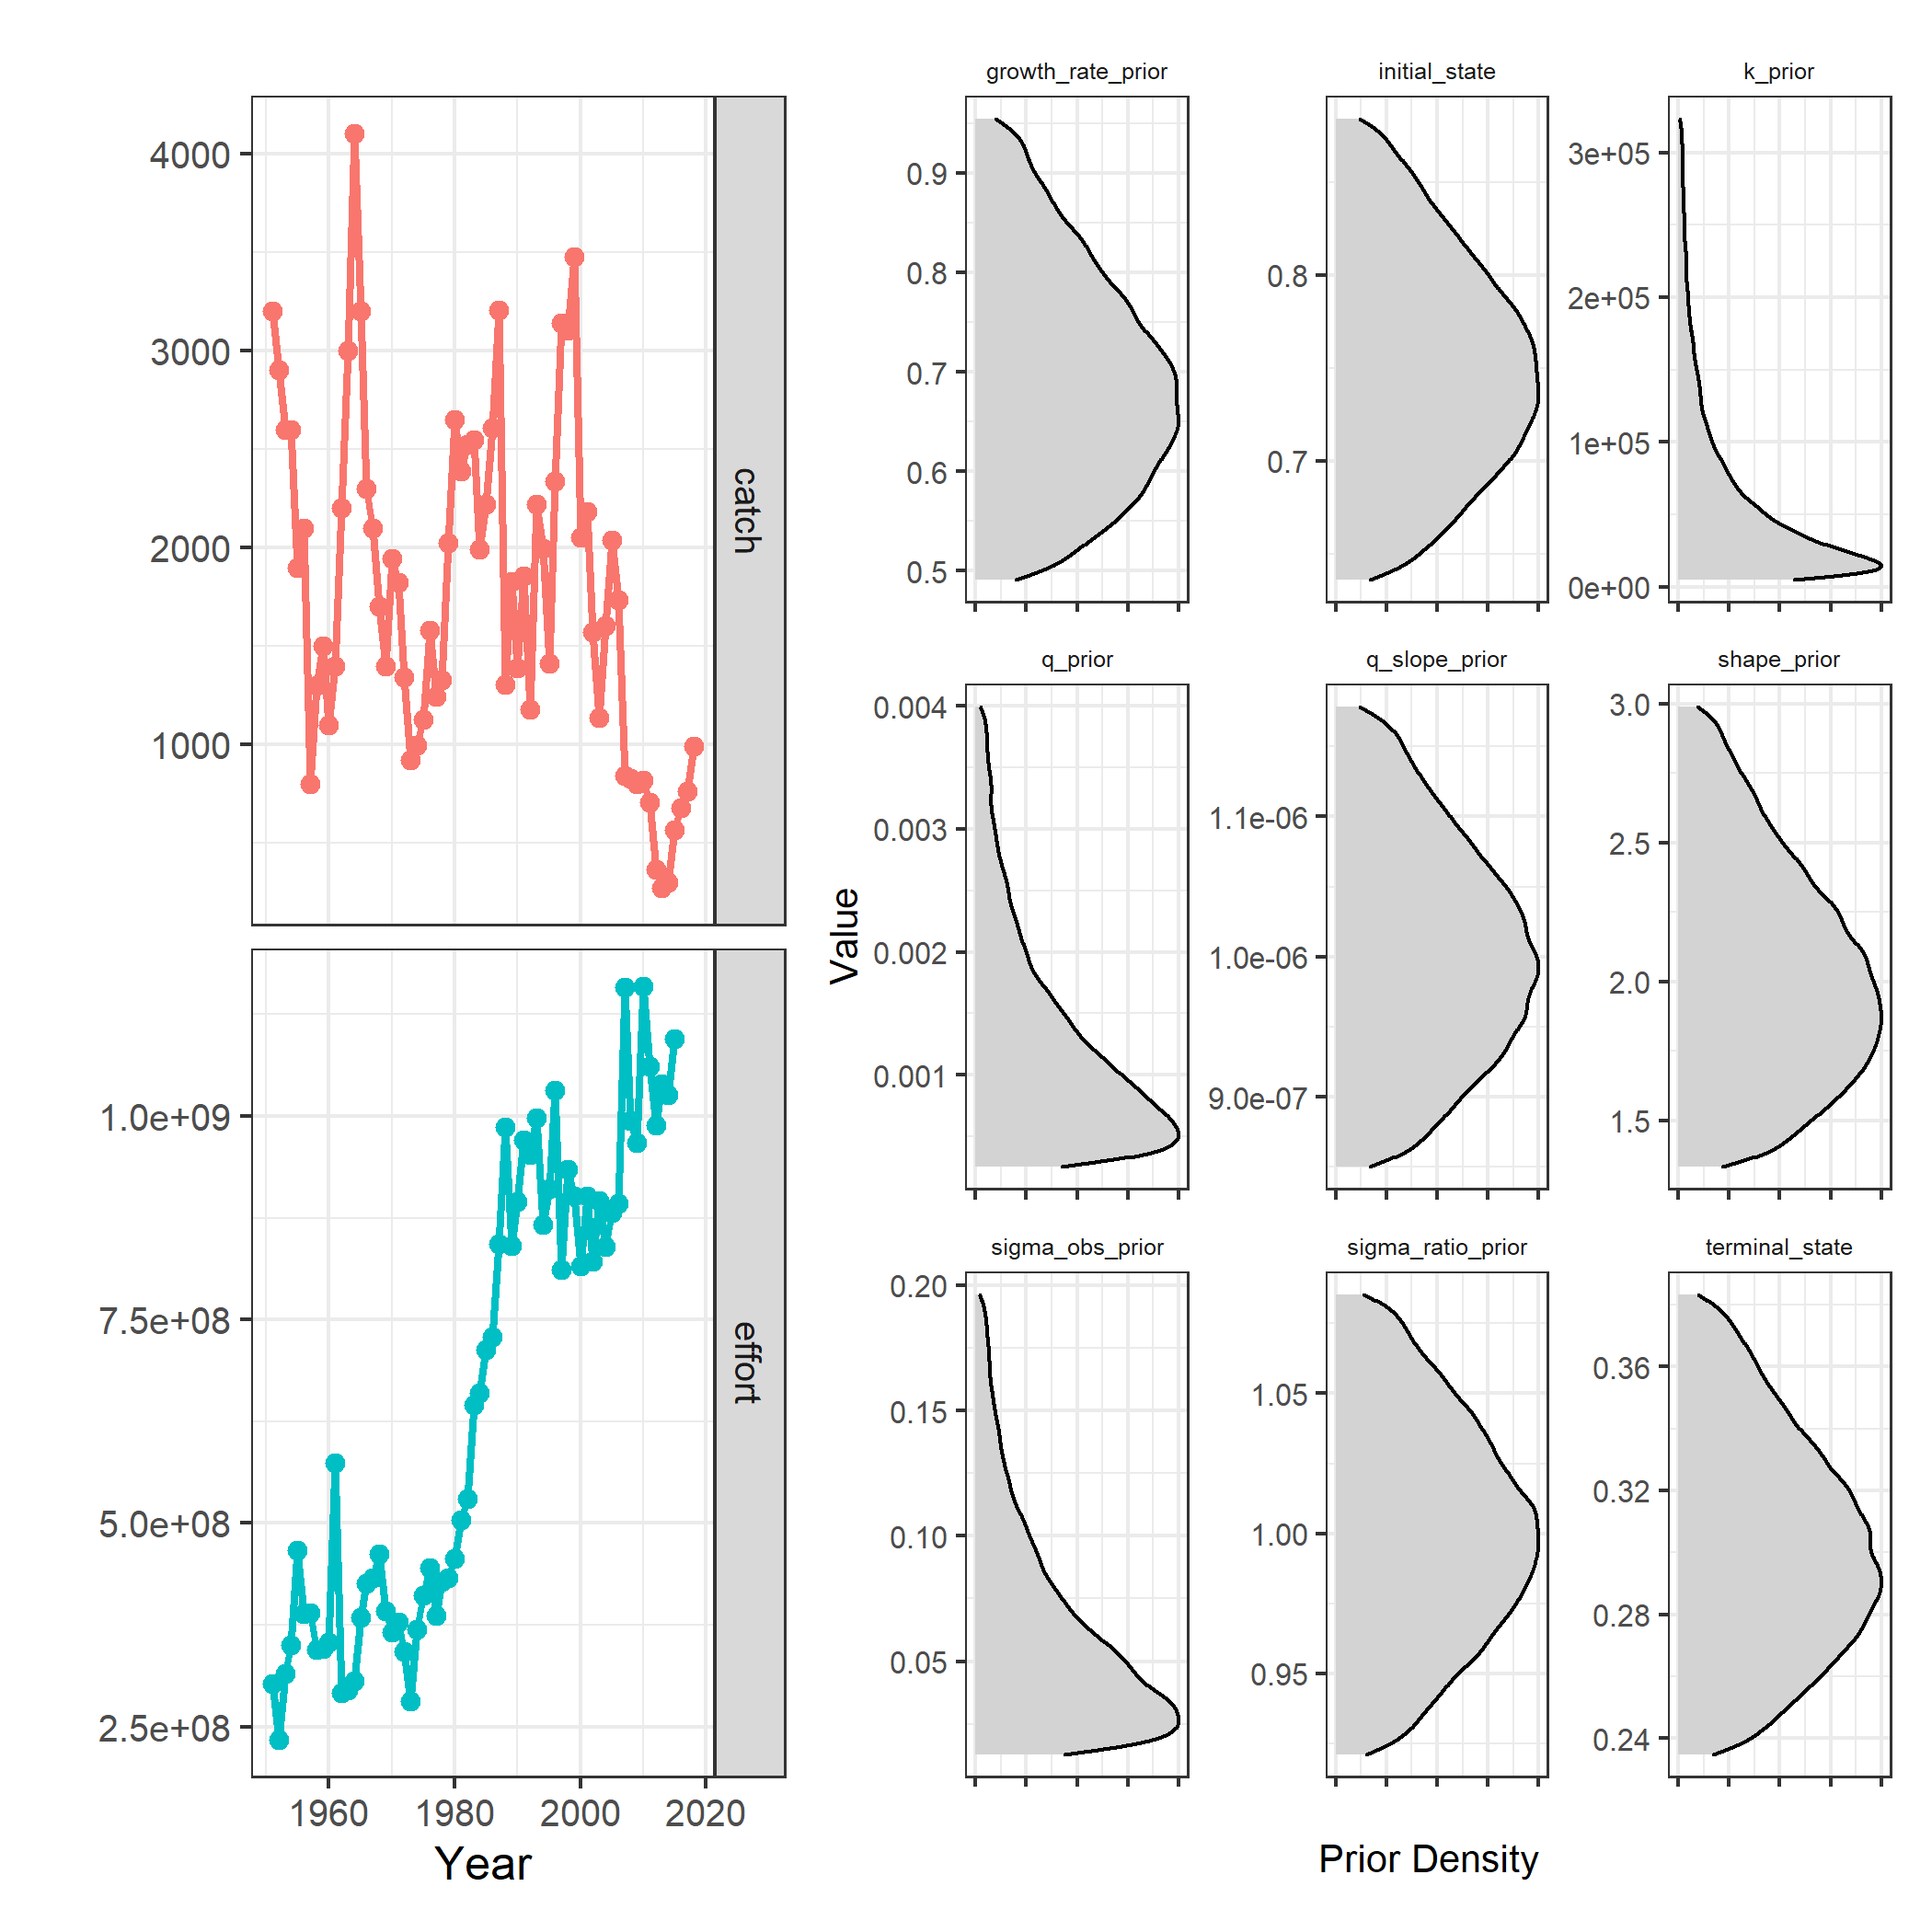 4000
3000
2000
1000
catch
1.0e+09
7.5e+08
5.0e+08
2.5e+08
effort
1960 1980 2000 2020
Year
growth_rate_prior
0.9
0.8
0.7
0.6
0.5
initial_state
0.8
0.7
k_prior
3e+05
2e+05
1e+05
0e+00
Value
q_prior
0.004
0.003
0.002
0.001
q_slope_prior
1.1e-06
1.0e-06
9.0e-07
shape_prior
3.0
2.5
2.0
1.5
sigma_obs_prior
0.20
0.15
0.10
0.05
sigma_ratio_prior
1.05
1.00
0.95
terminal_state
0.36
0.32
0.28
0.24
Prior Density